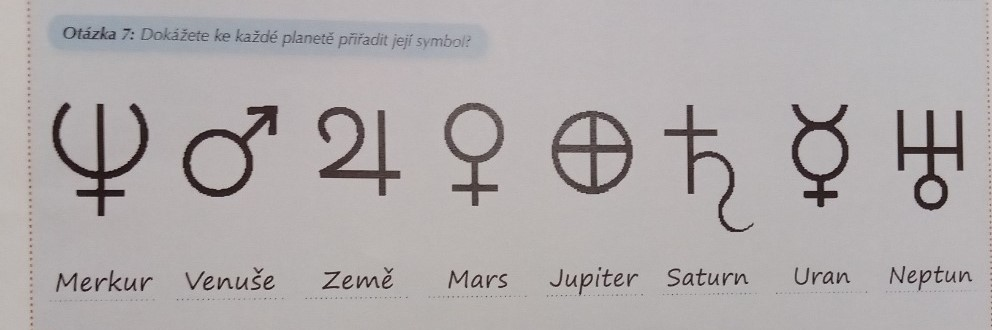 Otázka 7: Dokážete ke každé planetě přiřadit její symbol?
Merkur Venuše Země Mars Jupiter Saturn Uran Neptun